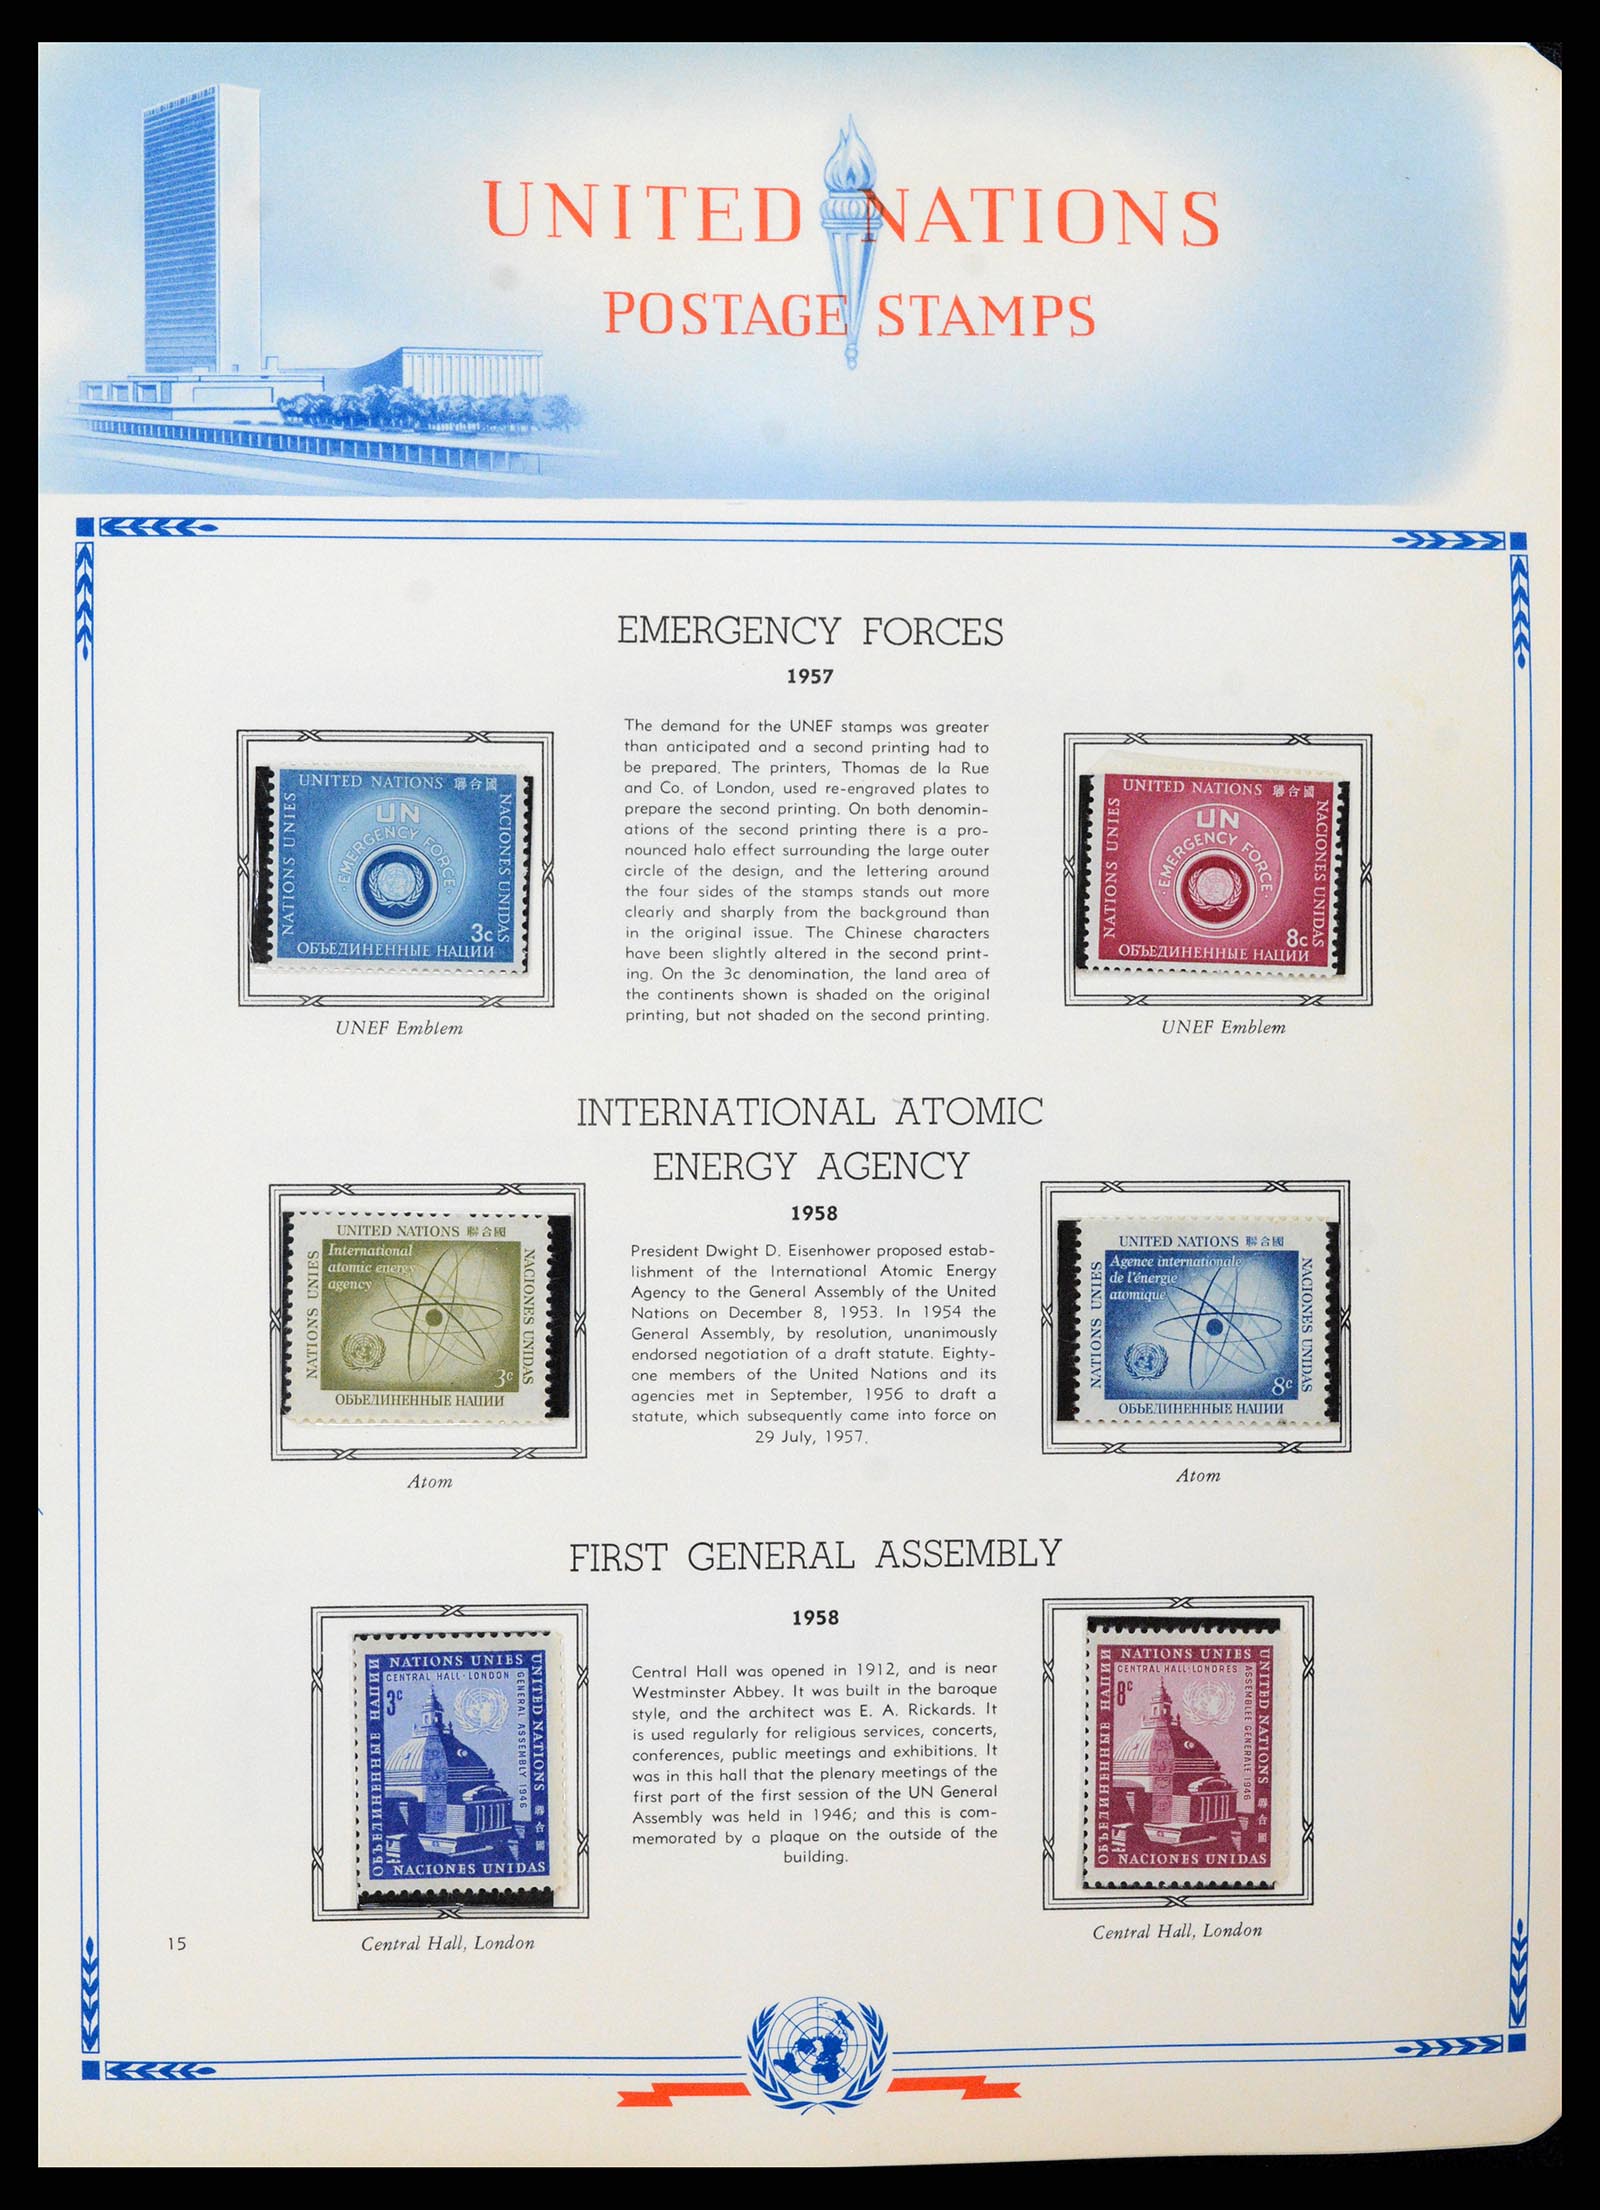 UNITED NATIONS
POSTAGE STAMPS
EMERGENCY FORCES
1957
UNITED NATIONS 聯合國
NATIONS UNIES
UN
EMERGENCY FORCE
NACIONES UNIDAS
3c
ОБЪЕДИНЕННЫЕ НАЦИИ
UNEF Emblem
The demand for the UNEF stamps was greater
than anticipated and a second printing had to
be prepared. The printers, Thomas de la Rue
and Co. of London, used re-engraved plates to
prepare the second printing. On both denomin-
ations of the second printing there is a pro-
nounced halo effect surrounding the large outer
circle of the design, and the lettering around
the four sides of the stamps stands out more
clearly and sharply from the background than
in the original issue. The Chinese characters
have been slightly altered in the second print-
ing. On the 3c denomination, the land area of
the continents shown is shaded on the original
printing, but not shaded on the second printing.
UNITED NATIONS 聯合國
NATIONS UNIES
UN
EMERGENCY FORCE
NACIONES UNIDAS
8c
ОБЪЕДИНЕННЫЕ НАЦИИ
UNEF Emblem
INTERNATIONAL ATOMIC
ENERGY AGENCY
1958
UNITED NATIONS 聯合國
NATIONS UNIES
International
atomic energy
agency
NACIONES UNIDAS
3c
ОБЪЕДИНЕННЫЕ НАЦИИ
Atom
President Dwight D. Eisenhower proposed estab-
lishment of the International Atomic Energy
Agency to the General Assembly of the United
Nations on December 8, 1953. In 1954 the
General Assembly, by resolution, unanimously
endorsed negotiation of a draft statute. Eighty-
one members of the United Nations and its
agencies met in September, 1956 to draft a
statute, which subsequently came into force on
29 July, 1957.
UNITED NATIONS 聯合國
NATIONS UNIES
Agence internationale
de l'énergie
atomique
NACIONES UNIDAS
8c
ОБЪЕДИНЕННЫЕ НАЦИИ
Atom
FIRST GENERAL ASSEMBLY
1958
NATIONS UNIES
CENTRAL HALL·LONDON
3c
ОБЪЕДИНЕННЫЕ НАЦИИ
GENERAL ASSEMBLY 1946
UNITED NATIONS 聯合國
NACIONES UNIDAS
Central Hall, London
Central Hall was opened in 1912, and is near
Westminster Abbey. It was built in the baroque
style, and the architect was E. A. Rickards. It
is used regularly for religious services, concerts,
conferences, public meetings and exhibitions. It
was in this hall that the plenary meetings of the
first part of the first session of the UN General
Assembly was held in 1946; and this is com-
memorated by a plaque on the outside of the
building.
NATIONS UNIES
CENTRAL HALL·LONDRES
8c
ОБЪЕДИНЕННЫЕ НАЦИИ
ASSEMBLEE GENERALE 1946
UNITED NATIONS 聯合國
NACIONES UNIDAS
Central Hall, London
15